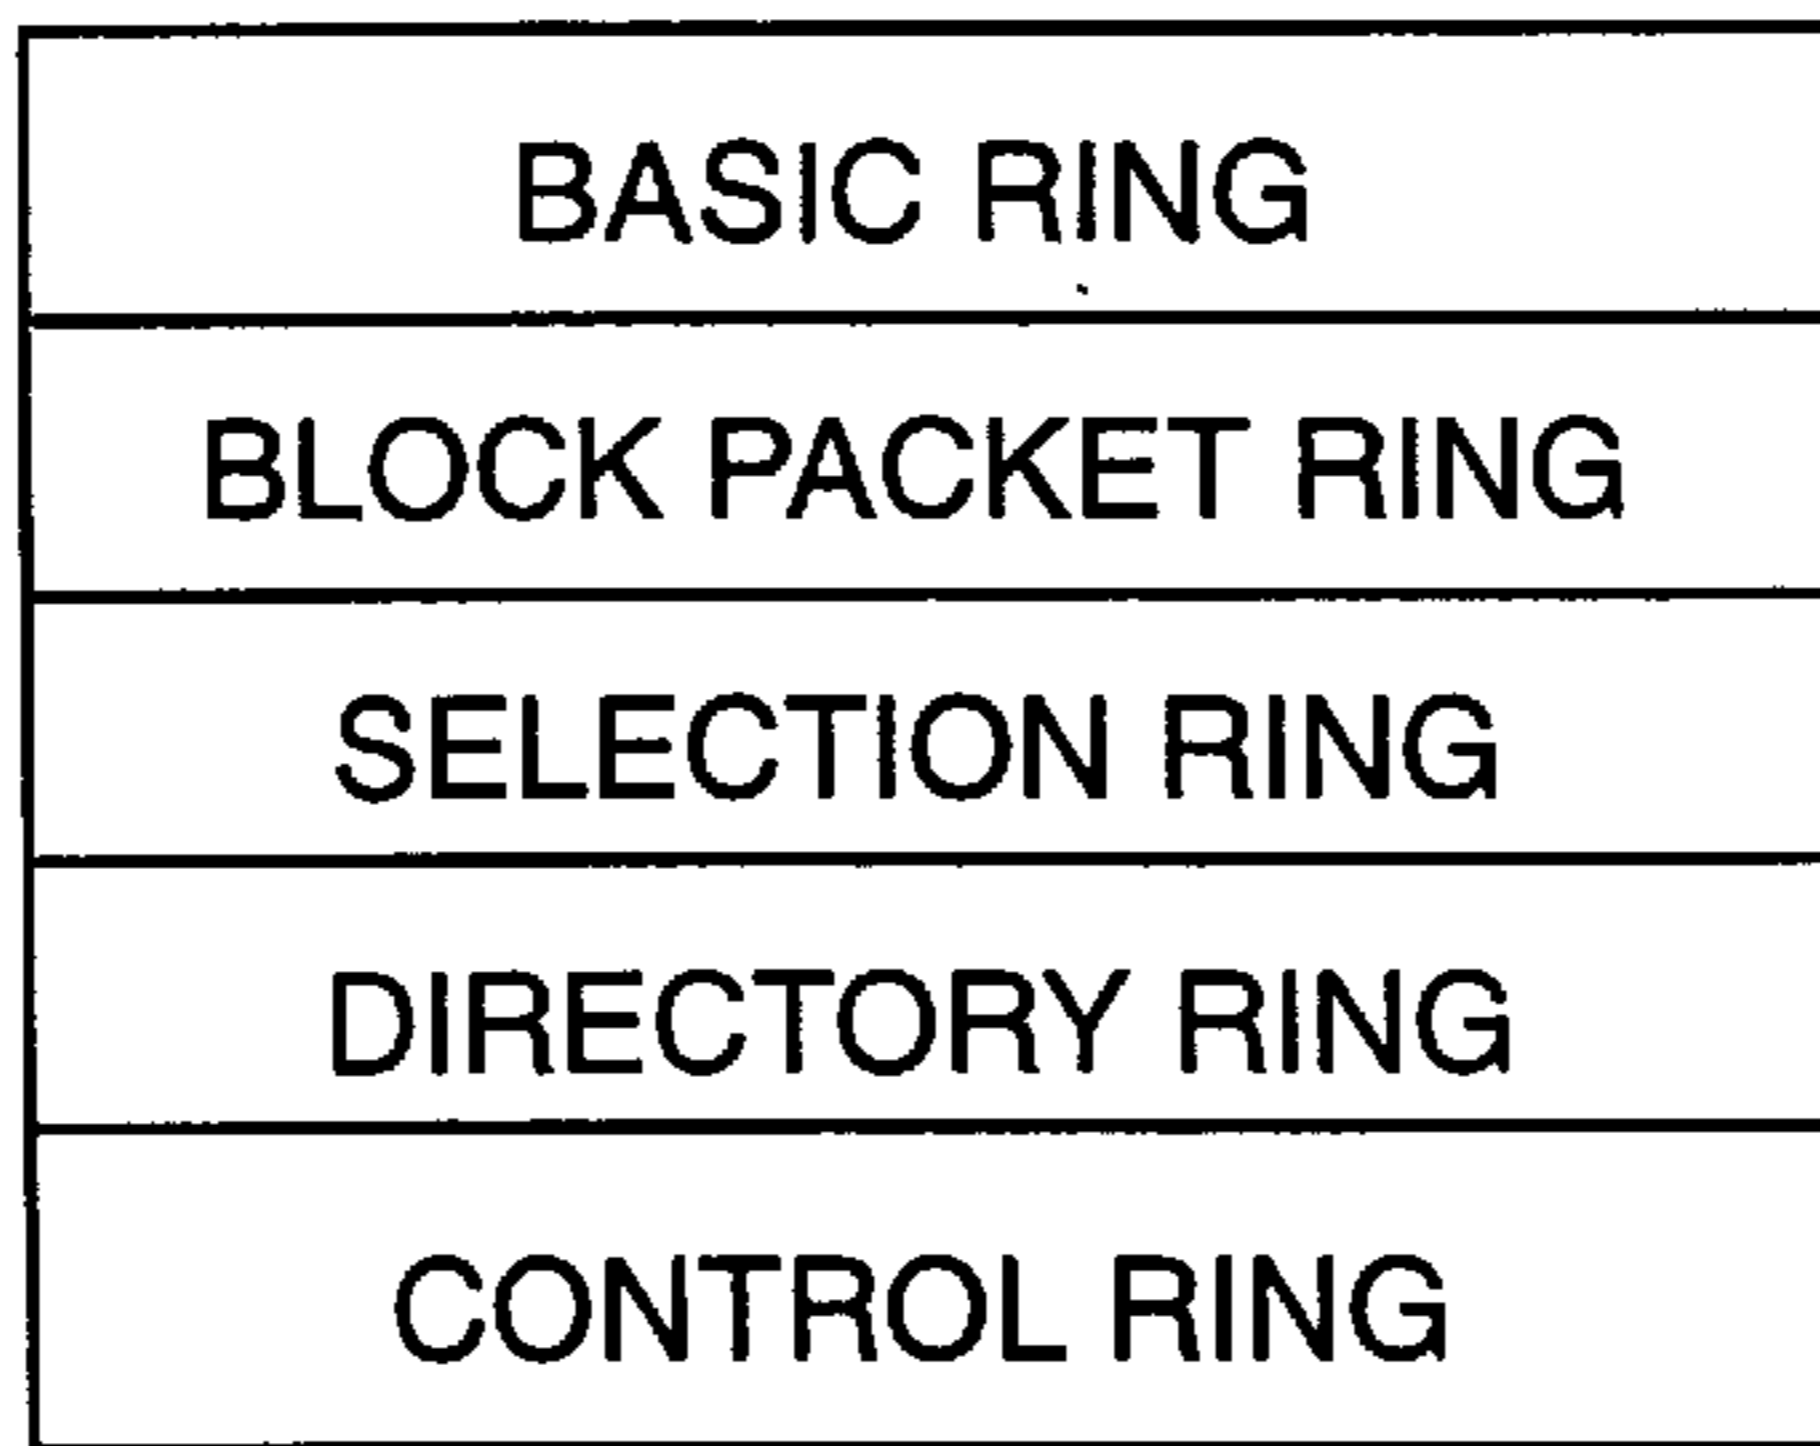 BASIC RING
BLOCK PACKET RING
SELECTION RING
DIRECTORY RING
CONTROL RING